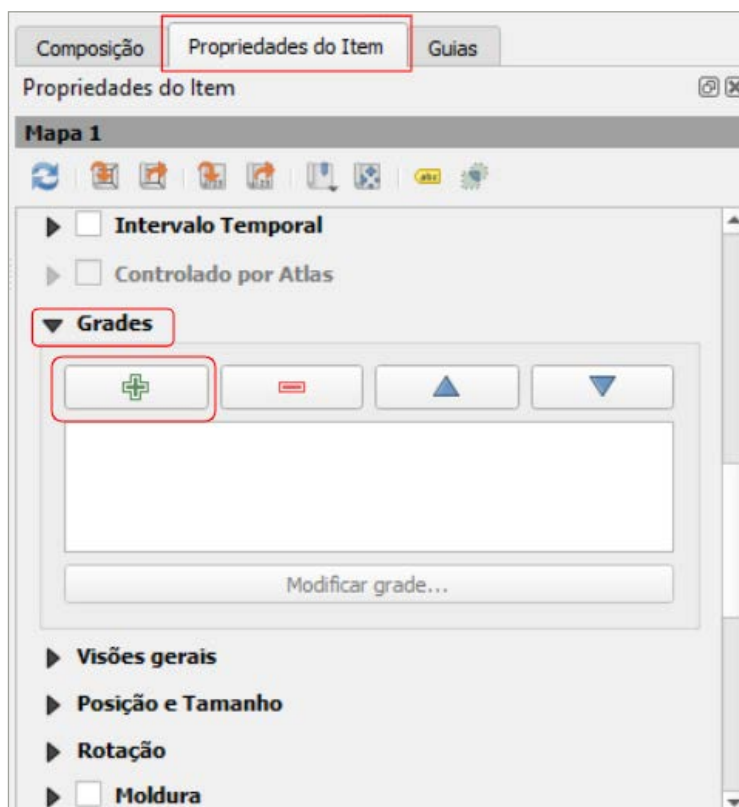 Composição Propriedades do Item Guias
Propriedades do Item
Mapa 1
abc
Intervalo Temporal
Controlado por Atlas
Grades
Modificar grade...
Visões gerais
Posição e Tamanho
Rotação
Moldura